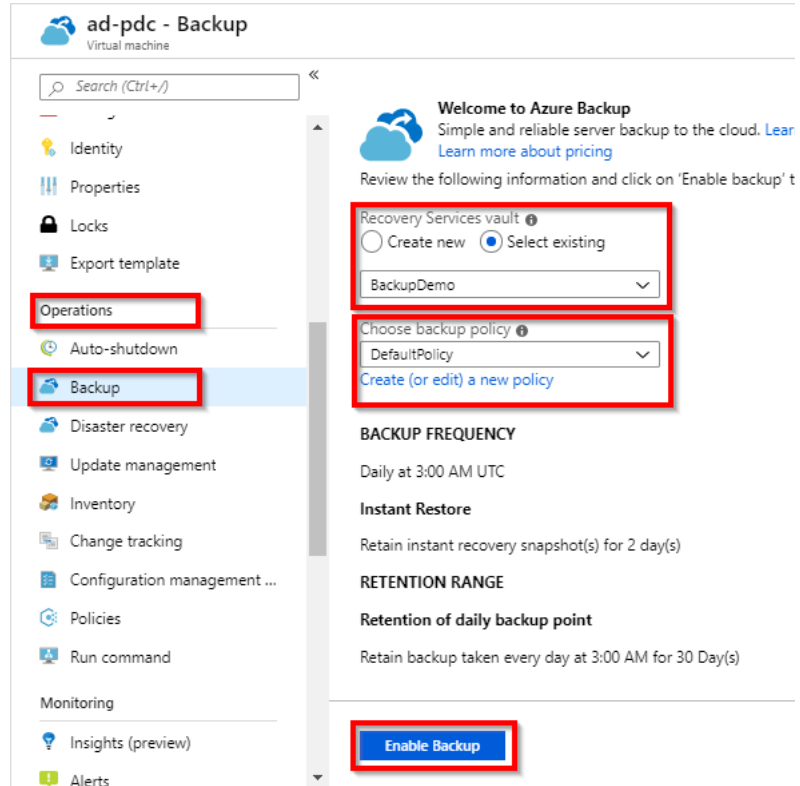 ad-pdc - Backup
Virtual machine
Search (Ctrl+/)
«
Identity
Properties
Locks
Export template
Operations
Auto-shutdown
Backup
Disaster recovery
Update management
Inventory
Change tracking
Configuration management ...
Policies
Run command
Monitoring
Insights (preview)
Alerts
Welcome to Azure Backup
Simple and reliable server backup to the cloud.
Learn more about pricing
Review the following information and click on 'Enable backup'
Recovery Services vault
Create new Select existing
BackupDemo
Choose backup policy
DefaultPolicy
Create (or edit) a new policy
BACKUP FREQUENCY
Daily at 3:00 AM UTC
Instant Restore
Retain instant recovery snapshot(s) for 2 day(s)
RETENTION RANGE
Retention of daily backup point
Retain backup taken every day at 3:00 AM for 30 Day(s)
Enable Backup